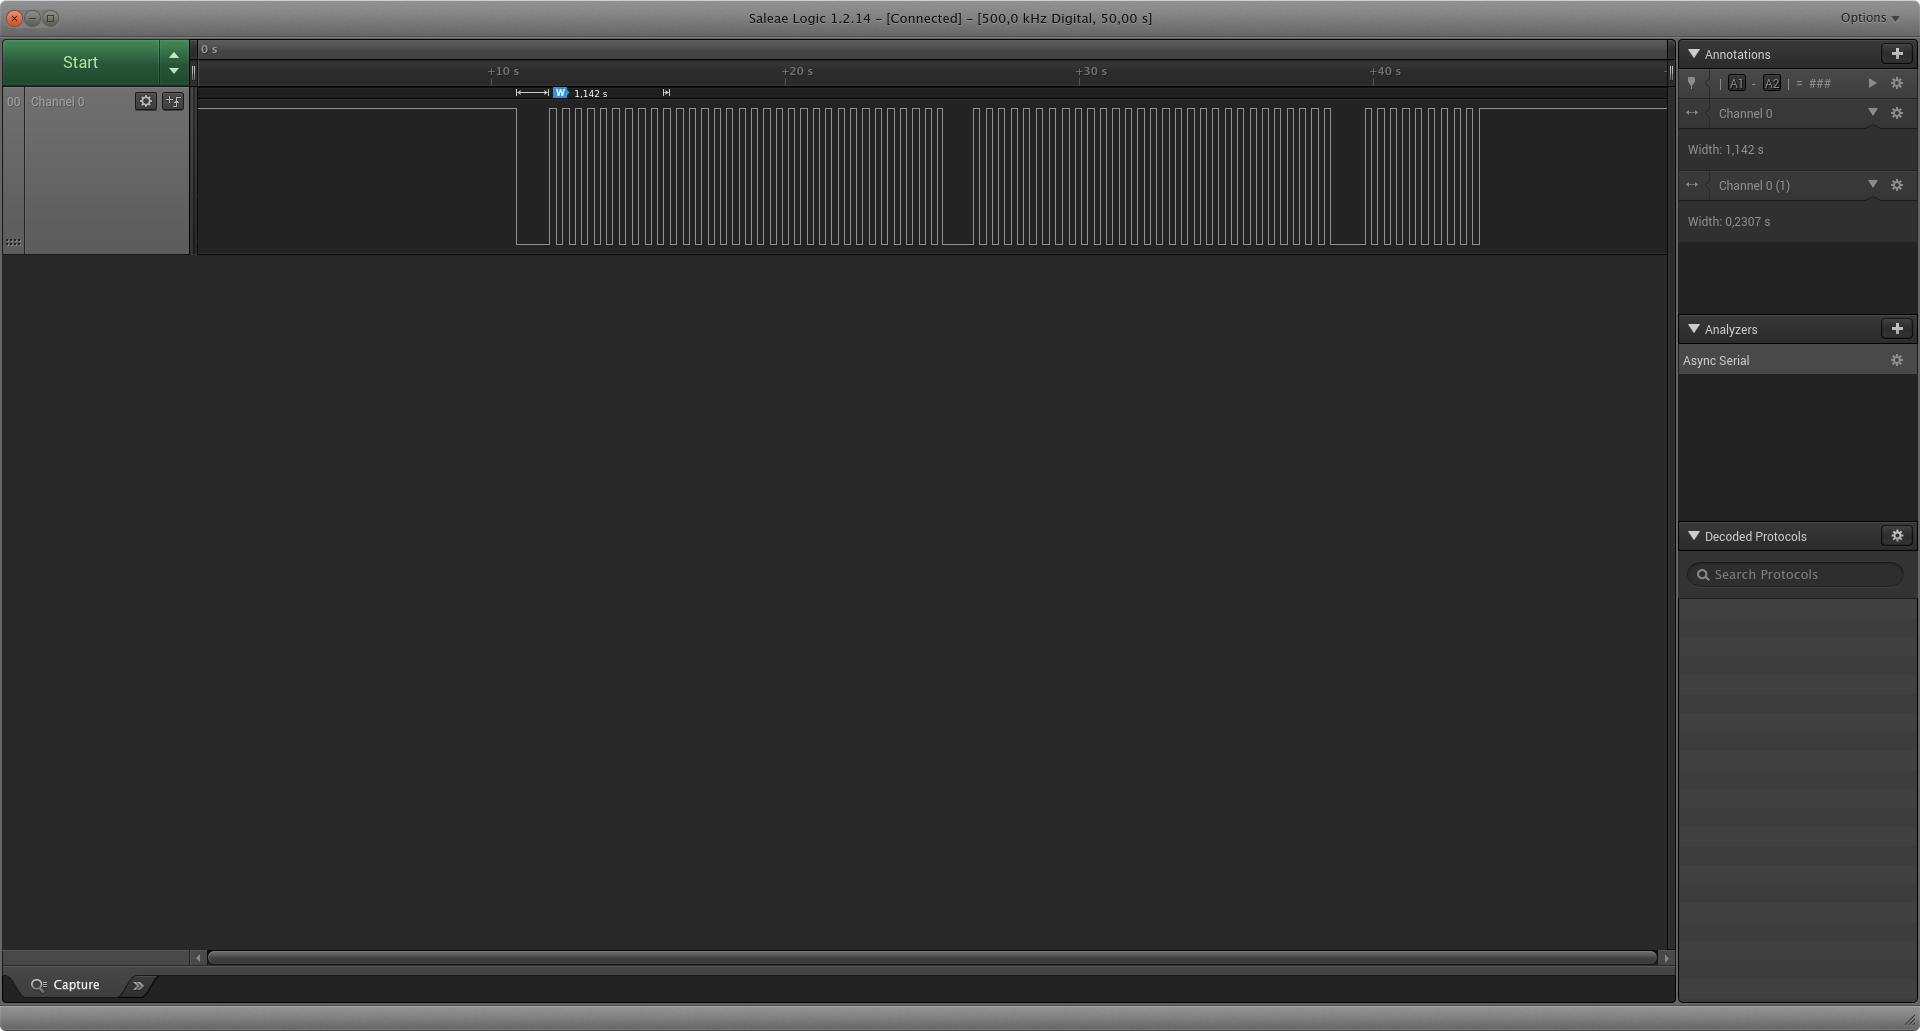 Saleae Logic 1.2.14 – [Connected] – [500,0 kHz Digital, 50,00 s]
Options
Start
0 s
+10 s +20 s +30 s +40 s
W 1,142 s
00 Channel 0
Annotations
| A1 - A2 | = ###
Channel 0
Width: 1,142 s
Channel 0 (1)
Width: 0,2307 s
Analyzers
Async Serial
Decoded Protocols
Search Protocols
Capture